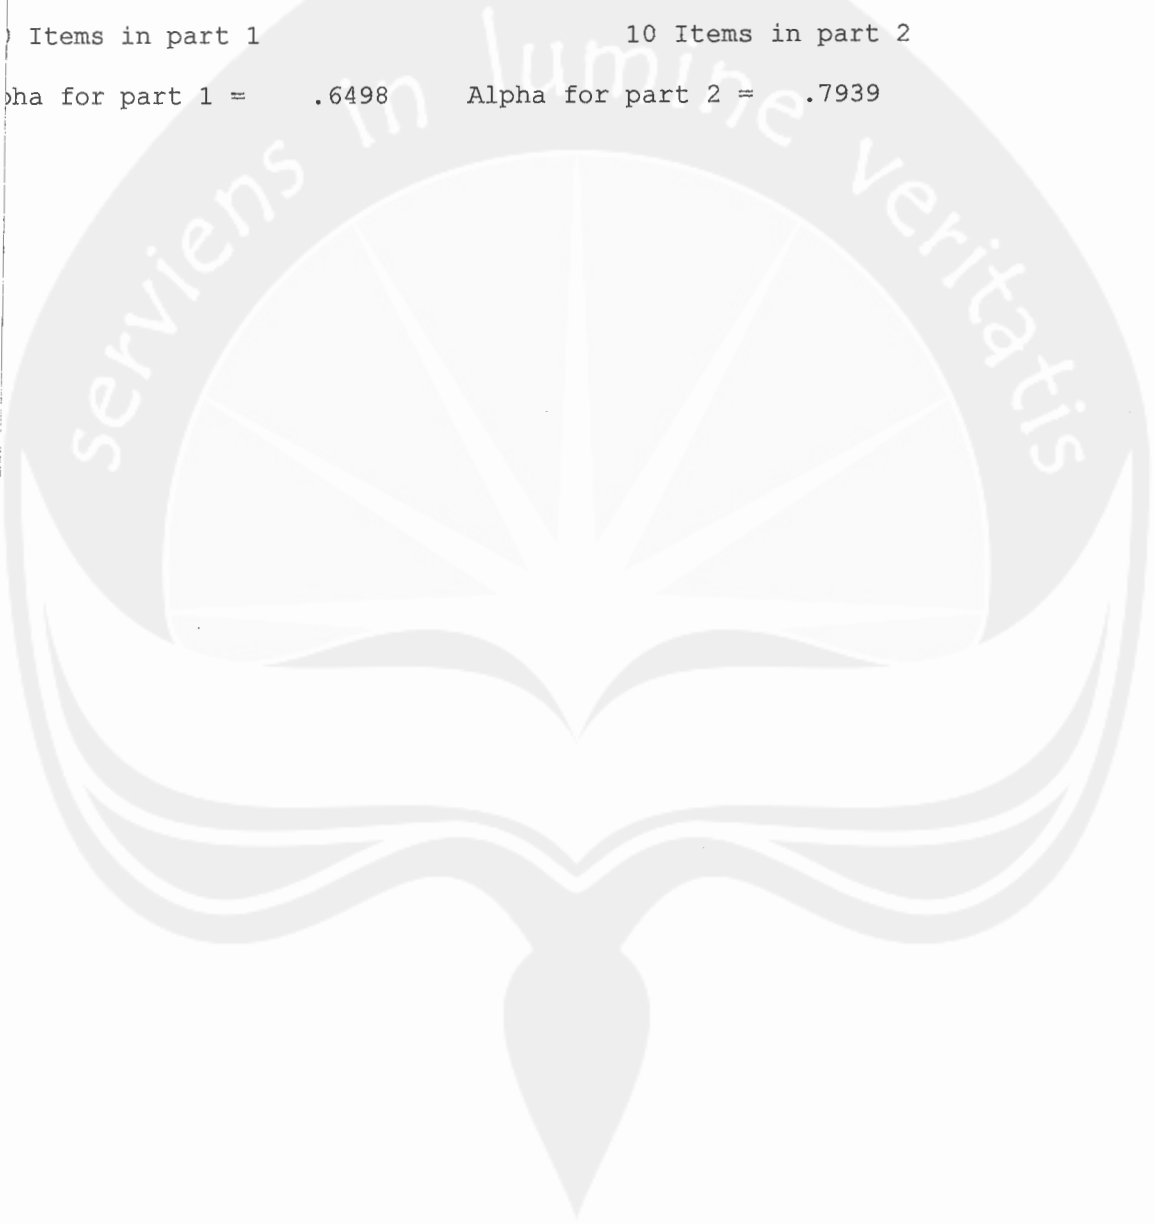 Items in part 1 10 Items in part 2
for part 1 = .6498 Alpha for part 2 = .7939
serviens in lumine veritatis